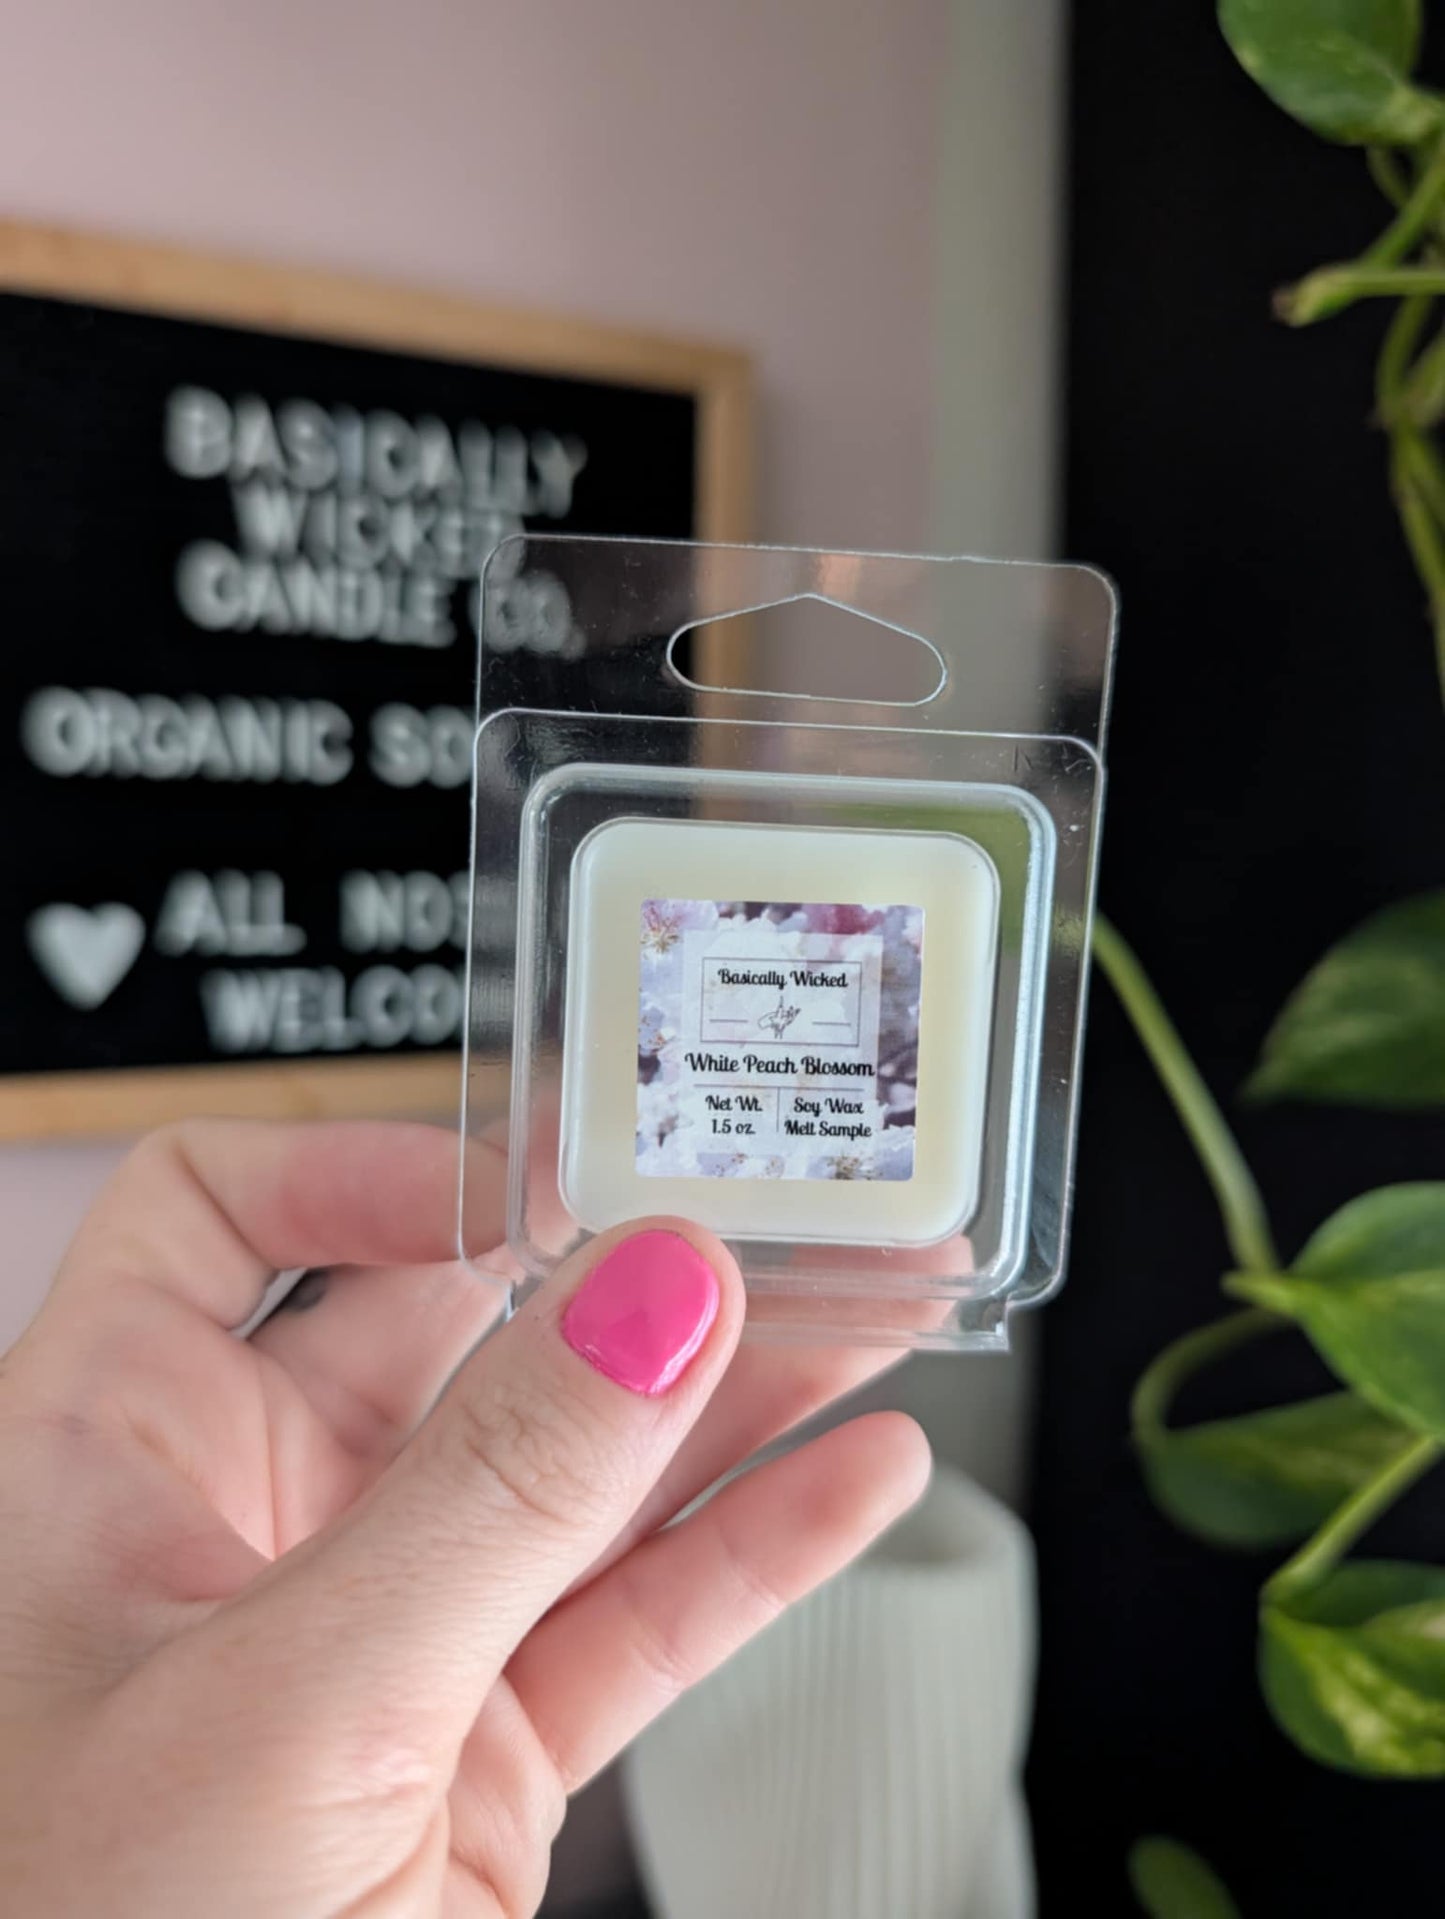 BASICALLY
WICKED
CANDLE CO.
ORGANIC
ALL
WELCO
Basically Wicked
White Peach Blossom
Net Wt.
1.5 oz.
Soy Wax
Melt Sample